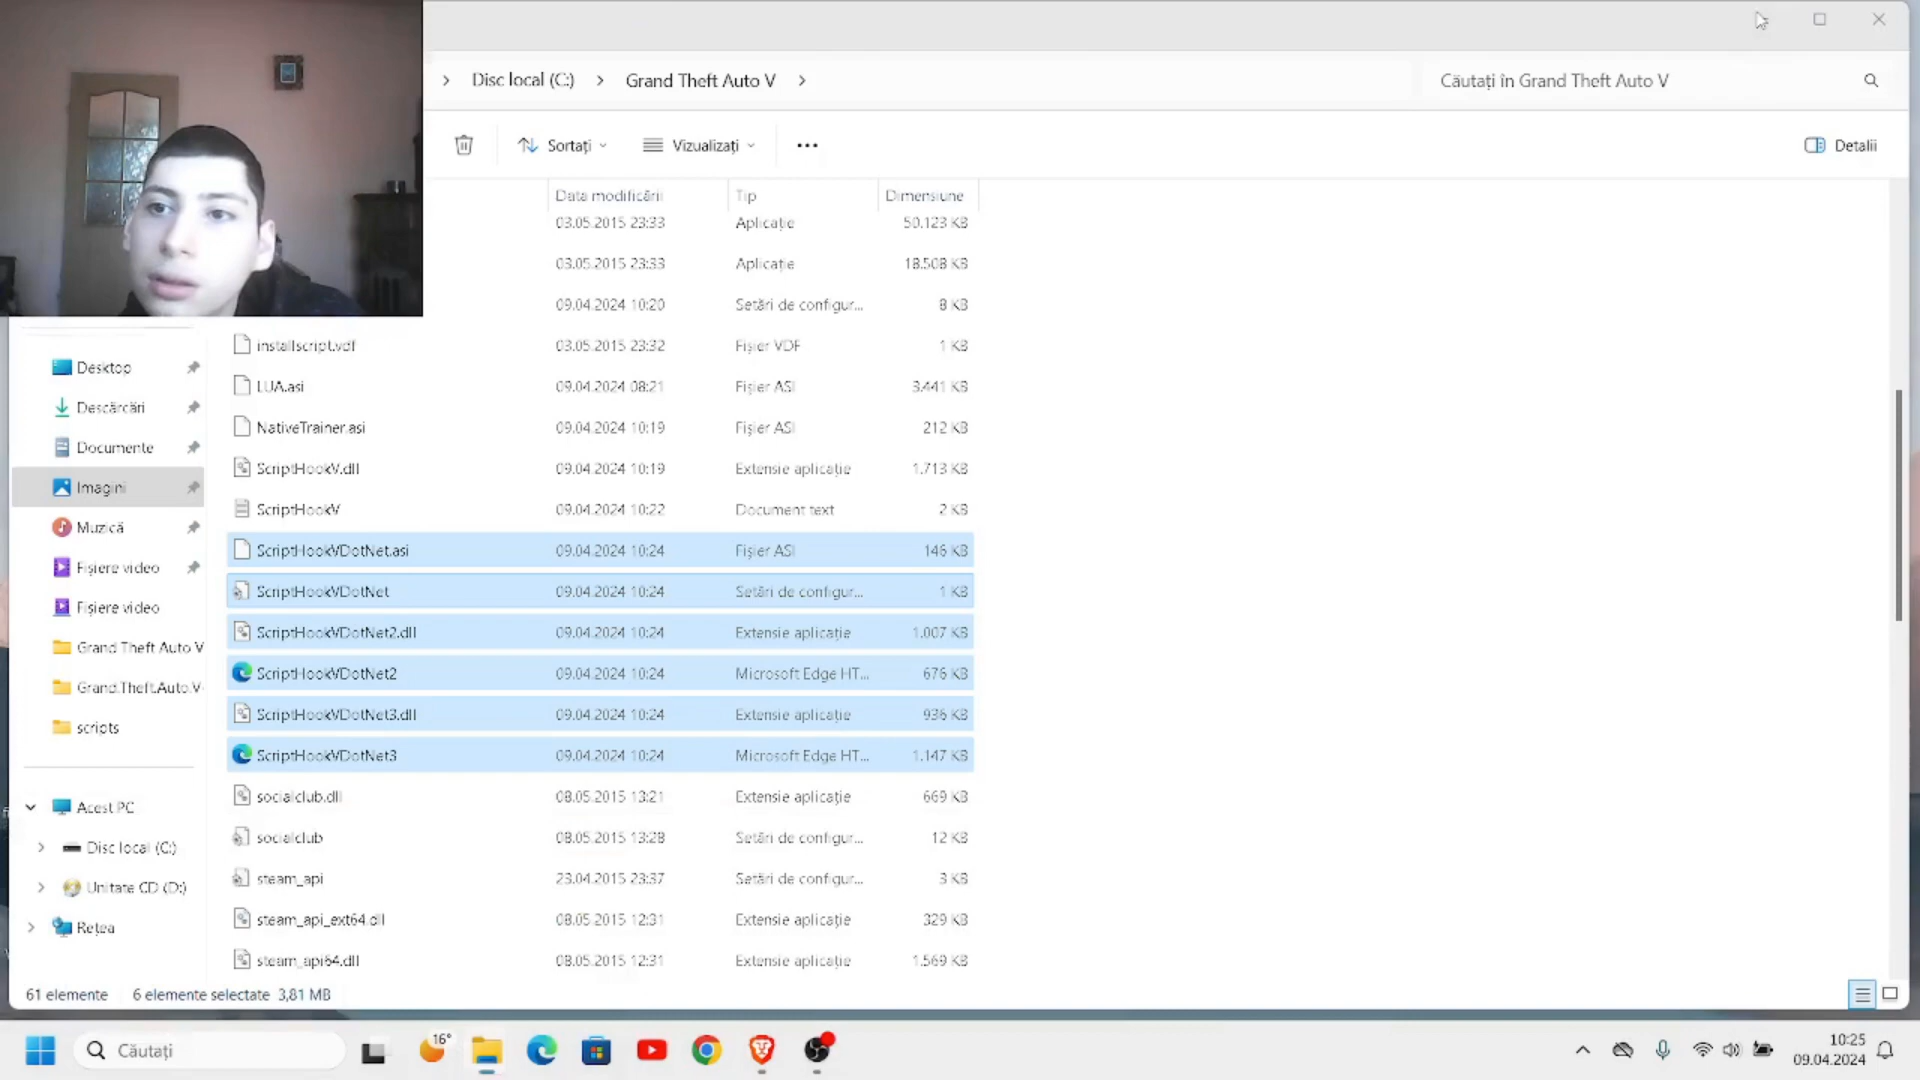 Disc local (C:) Grand Theft Auto V Căutați în Grand Theft Auto V
Sortați Vizualizați Detalii
Data modificării Tip Dimensiune
03.05.2015 23:33 Aplicație 50.123 KB
03.05.2015 23:33 Aplicație 18.508 KB
09.04.2024 10:20 Setări de configur... 8 KB
installscript.vdf 03.05.2015 23:32 Fișier VDF 1 KB
LUA.asi 09.04.2024 08:21 Fișier ASI 3.441 KB
NativeTrainer.asi 09.04.2024 10:19 Fișier ASI 212 KB
ScriptHookV.dll 09.04.2024 10:19 Extensie aplicație 1.713 KB
ScriptHookV 09.04.2024 10:22 Document text 2 KB
ScriptHookVDotNet.asi 09.04.2024 10:24 Fișier ASI 146 KB
ScriptHookVDotNet 09.04.2024 10:24 Setări de configur... 1 KB
ScriptHookVDotNet2.dll 09.04.2024 10:24 Extensie aplicație 1.007 KB
ScriptHookVDotNet2 09.04.2024 10:24 Microsoft Edge HT... 676 KB
ScriptHookVDotNet3.dll 09.04.2024 10:24 Extensie aplicație 936 KB
ScriptHookVDotNet3 09.04.2024 10:24 Microsoft Edge HT... 1.147 KB
socialclub.dll 08.05.2015 13:21 Extensie aplicație 669 KB
socialclub 08.05.2015 13:28 Setări de configur... 12 KB
steam_api 23.04.2015 23:37 Setări de configur... 3 KB
steam_api_ext64.dll 08.05.2015 12:31 Extensie aplicație 329 KB
steam_api64.dll 08.05.2015 12:31 Extensie aplicație 1.569 KB
Desktop
Descărcări
Documente
Imagini
Muzică
Fișiere video
Fișiere video
Grand Theft Auto V
Grand.Theft.Auto.V
scripts
Acest PC
Disc local (C:)
Unitate CD (D:)
Rețea
61 elemente 6 elemente selectate 3,81 MB
Căutați 16° 10:25
09.04.2024